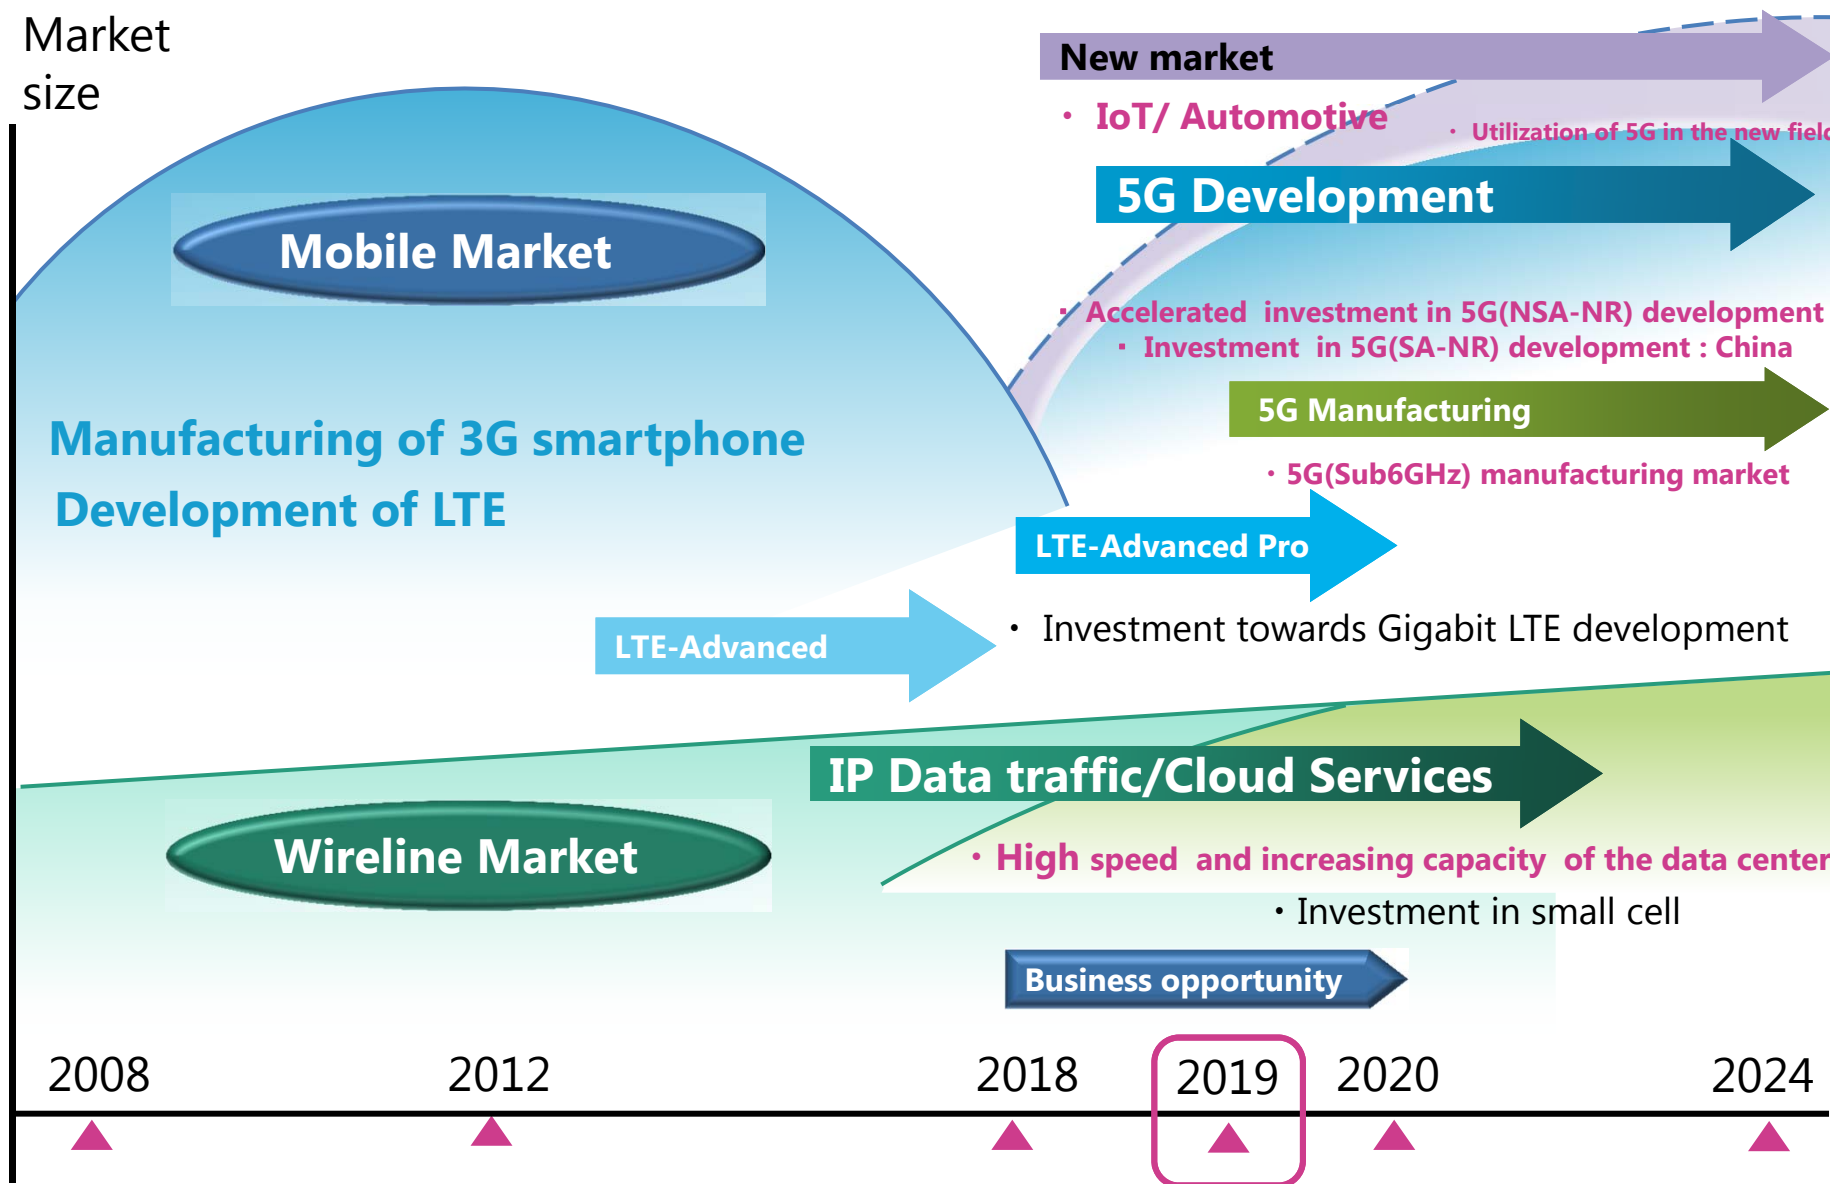 Market
size
New market
・ IoT/ Automotive
・ Utilization of 5G in the new field
5G Development
Mobile Market
・ Accelerated investment in 5G(NSA-NR) development
・ Investment in 5G(SA-NR) development : China
5G Manufacturing
・5G(Sub6GHz) manufacturing market
Manufacturing of 3G smartphone
Development of LTE
LTE-Advanced Pro
・ Investment towards Gigabit LTE development
LTE-Advanced
IP Data traffic/Cloud Services
Wireline Market
・High speed and increasing capacity of the data center
・Investment in small cell
Business opportunity
2008 2012 2018 2019 2020 2024